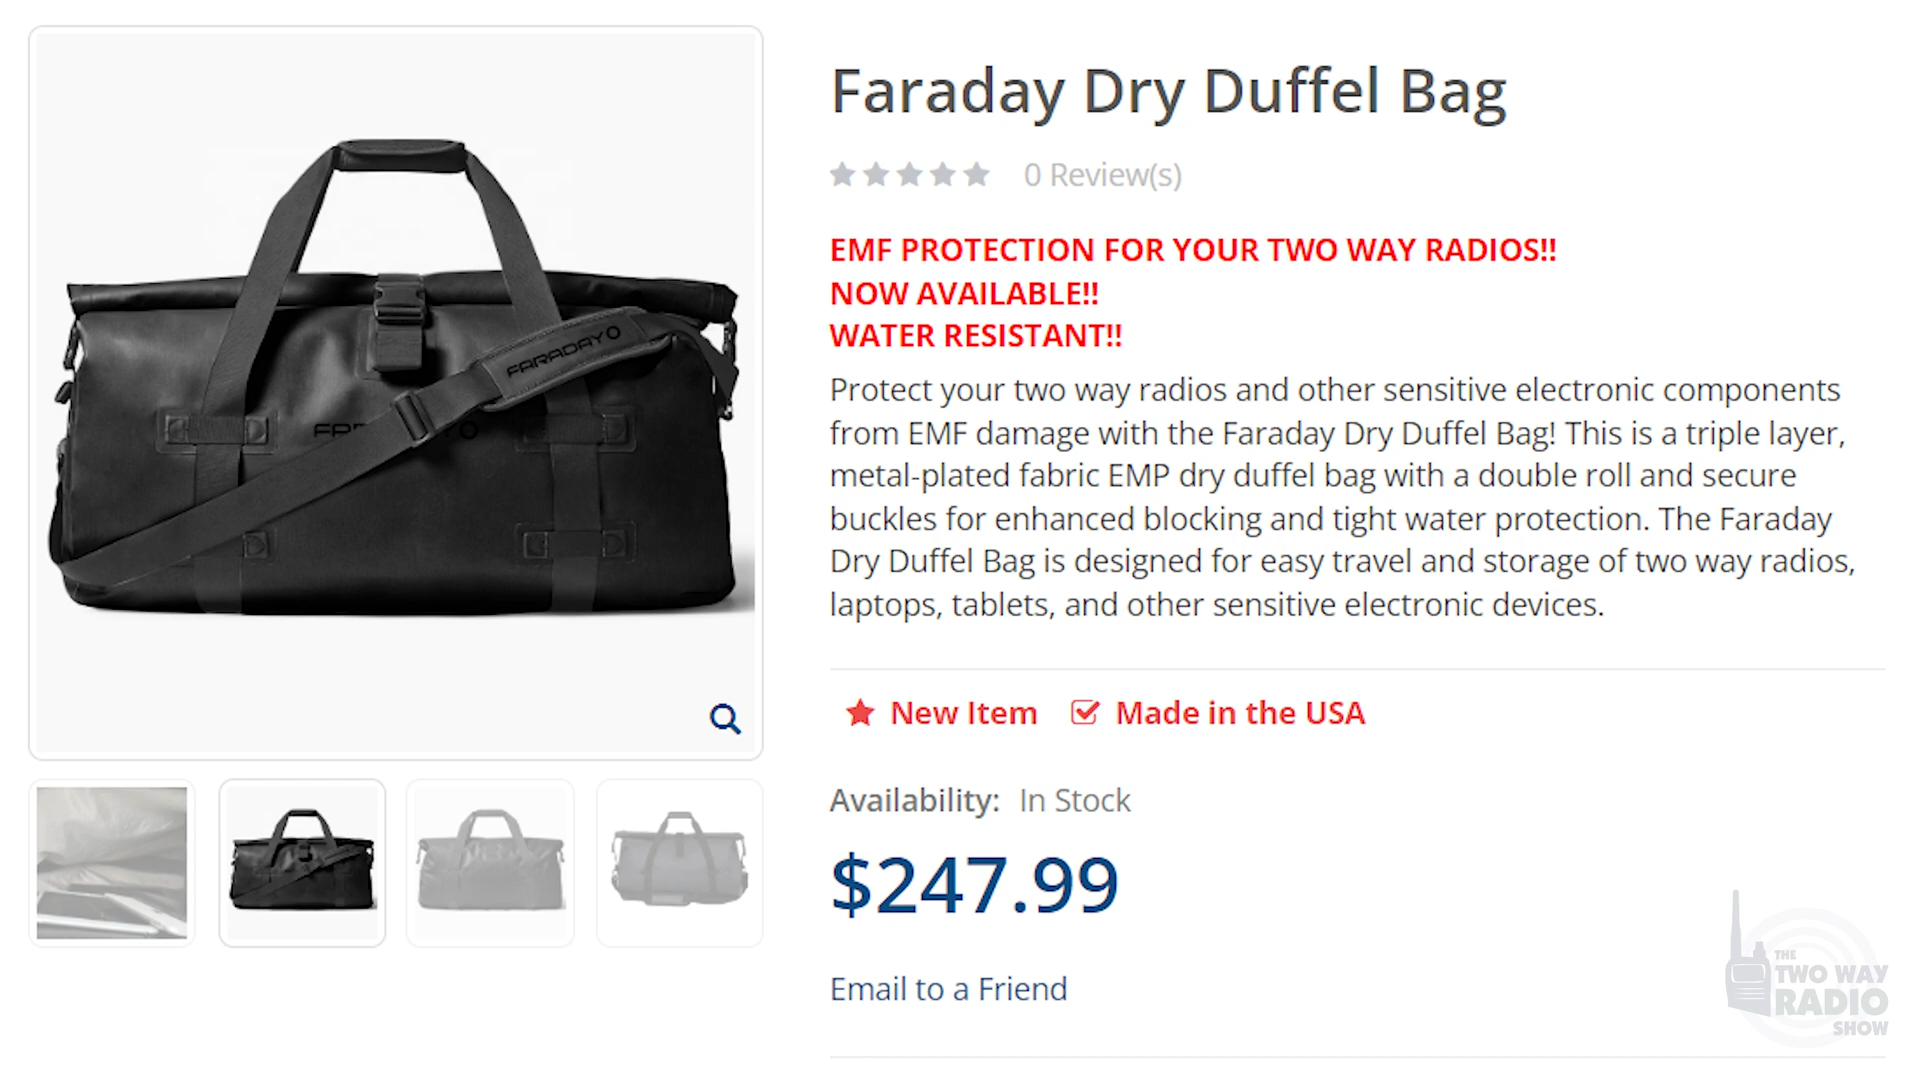 Faraday Dry Duffel Bag
0 Review(s)
EMF PROTECTION FOR YOUR TWO WAY RADIOS!!
NOW AVAILABLE!!
WATER RESISTANT!!
Protect your two way radios and other sensitive electronic components
from EMF damage with the Faraday Dry Duffel Bag! This is a triple layer,
metal-plated fabric EMP dry duffel bag with a double roll and secure
buckles for enhanced blocking and tight water protection. The Faraday
Dry Duffel Bag is designed for easy travel and storage of two way radios,
laptops, tablets, and other sensitive electronic devices.
New Item
Made in the USA
Availability: In Stock
$247.99
Email to a Friend
FARADAY
THE
TWO WAY
RADIO
SHOW